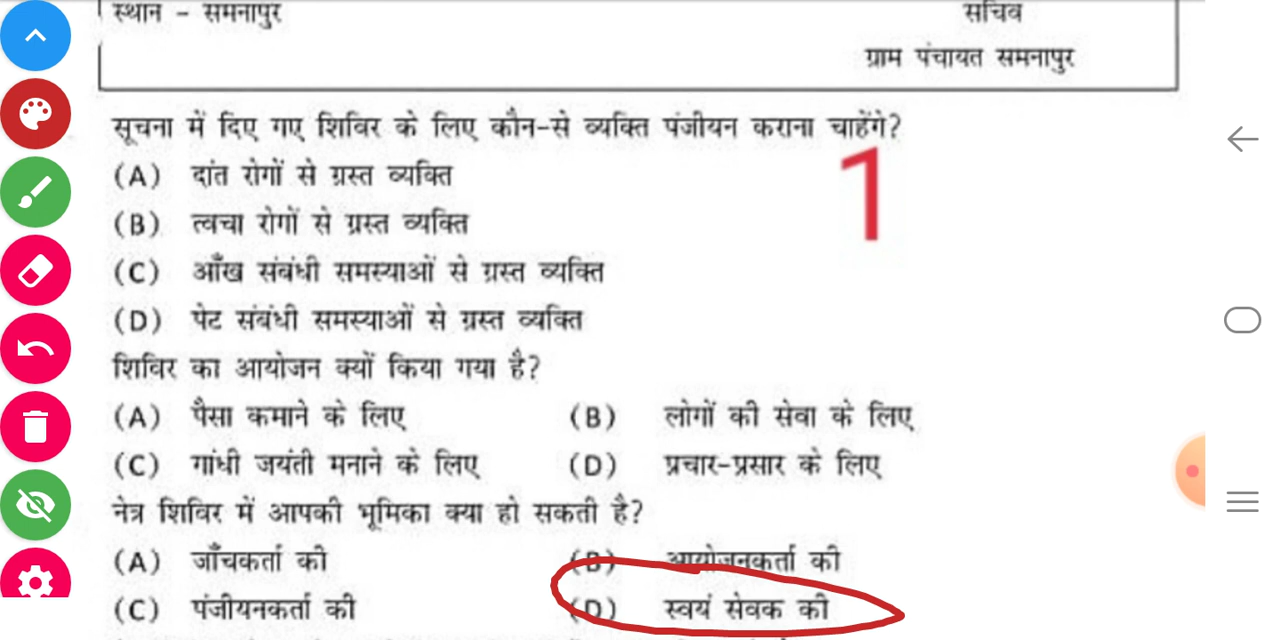 स्थान - समनापुर सचिव
ग्राम पंचायत समनापुर
सूचना में दिए गए शिविर के लिए कौन-से व्यक्ति पंजीयन कराना चाहेंगे?
1
(A) दांत रोगों से ग्रस्त व्यक्ति
(B) त्वचा रोगों से ग्रस्त व्यक्ति
(C) आँख संबंधी समस्याओं से ग्रस्त व्यक्ति
(D) पेट संबंधी समस्याओं से ग्रस्त व्यक्ति
शिविर का आयोजन क्यों किया गया है?
(A) पैसा कमाने के लिए (B) लोगों की सेवा के लिए
(C) गांधी जयंती मनाने के लिए (D) प्रचार-प्रसार के लिए
नेत्र शिविर में आपकी भूमिका क्या हो सकती है?
(A) जाँचकर्ता की (B) आयोजनकर्ता की
(C) पंजीयनकर्ता की (D) स्वयं सेवक की